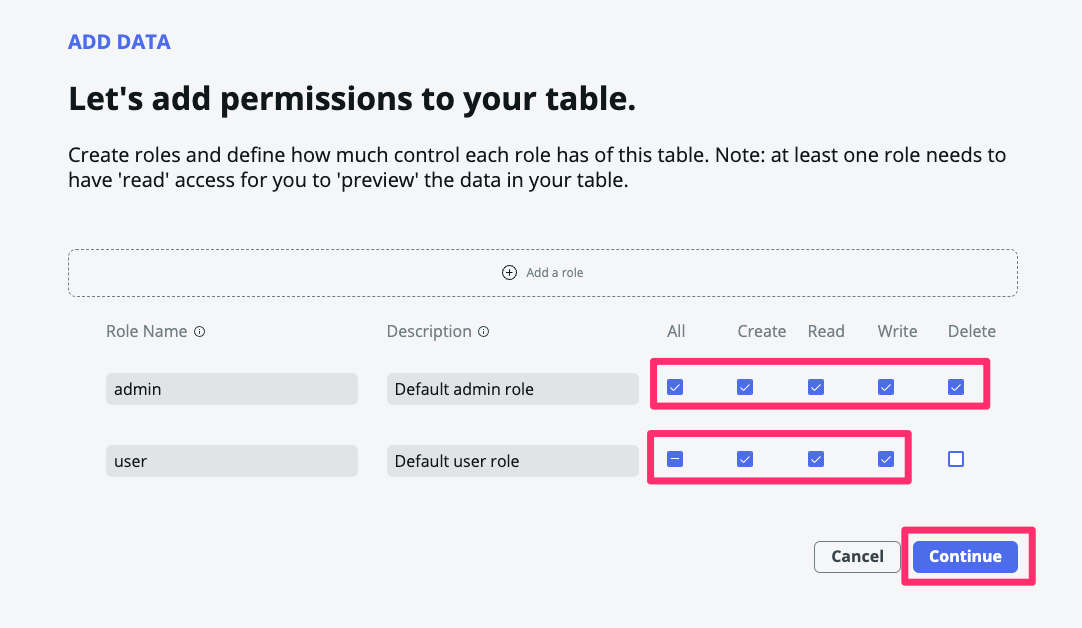 ADD DATA
Let's add permissions to your table.
Create roles and define how much control each role has of this table. Note: at least one role needs to
have 'read' access for you to 'preview' the data in your table.
Add a role
Role Name Description All Create Read Write Delete
admin Default admin role
user Default user role
Cancel Continue